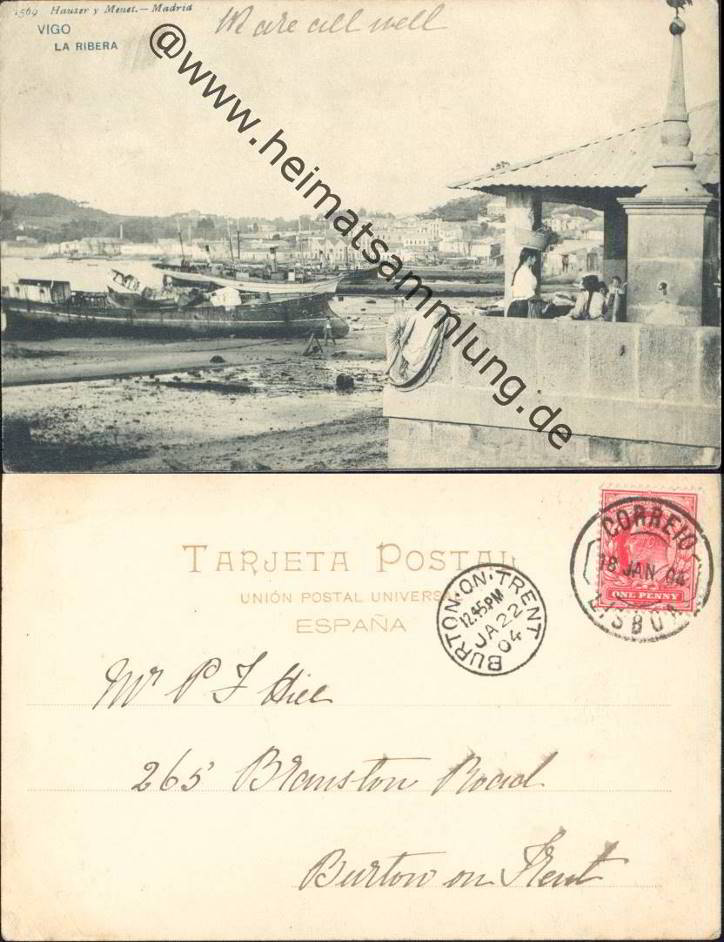 1569 Hauser y Menet.—Madrid
VIGO
LA RIBERA
We are all well
@www.heimatsammlung.de
TARJETA POSTAL
UNIÓN POSTAL UNIVERSAL
ESPAÑA
BURTON·ON·TRENT
12.45PM
JA 22
04
CORREIO
18 JAN 04
LISBOA
ONE PENNY
Mr P J Hill
265 Branston Road
Burton on Trent